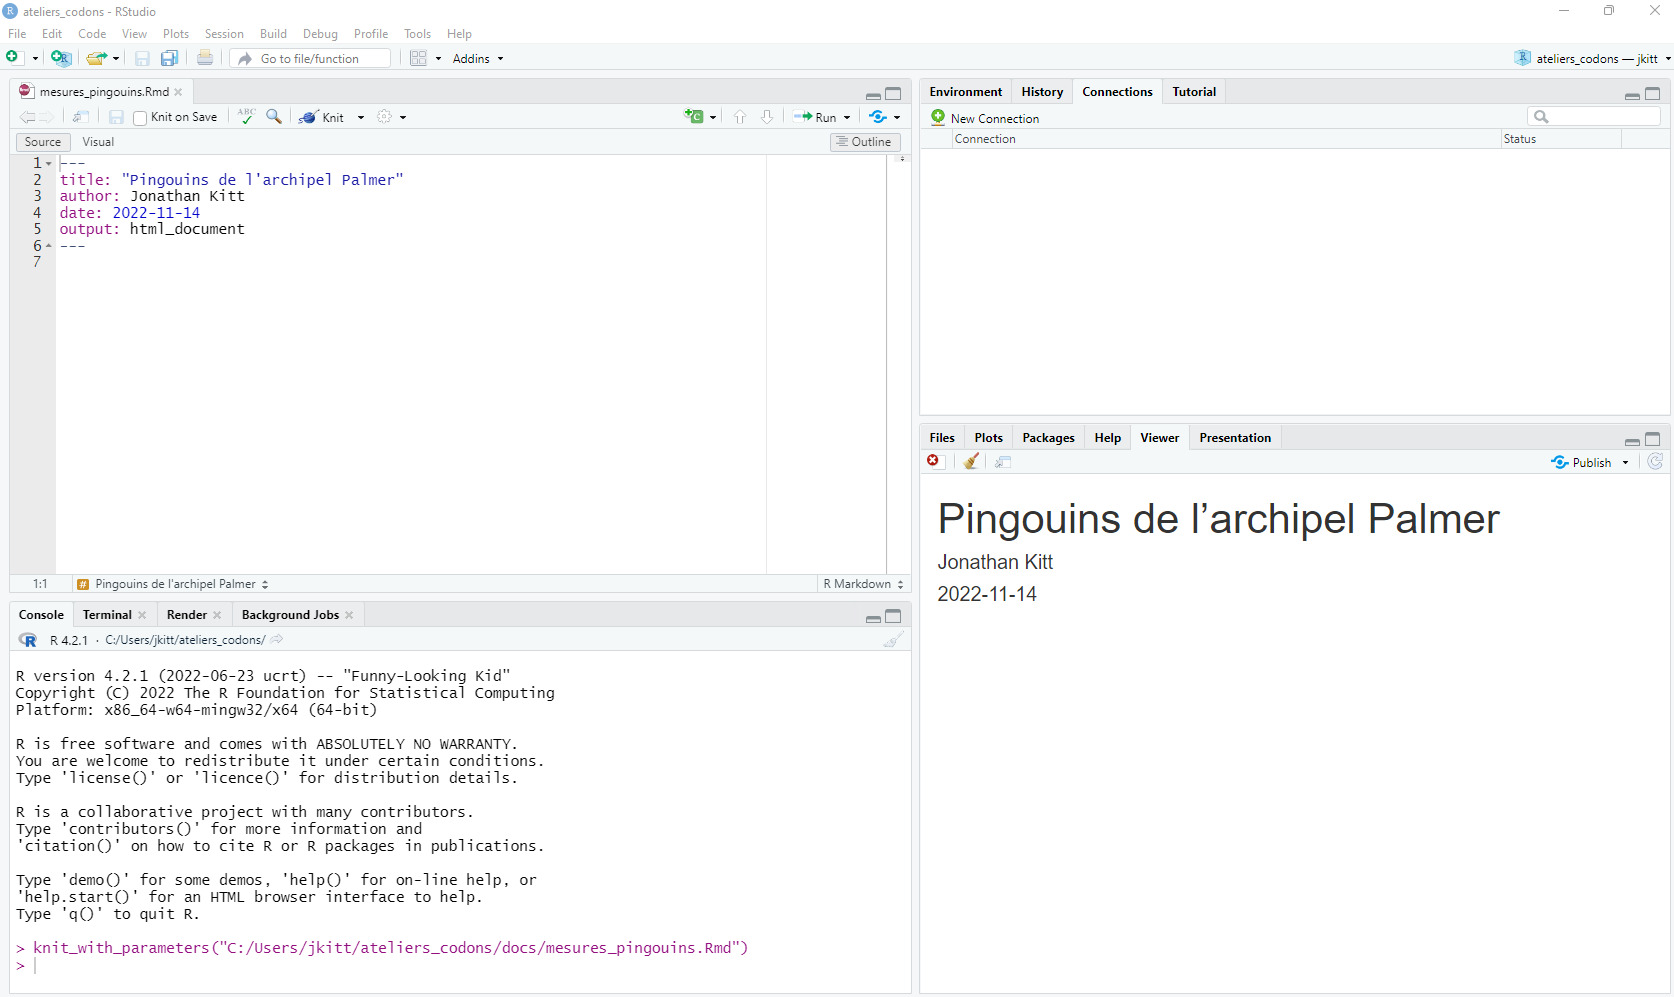 ateliers_codons - RStudio
File Edit Code View Plots Session Build Debug Profile Tools Help
Go to file/function Addins ateliers_codons — jkitt
mesures_pingouins.Rmd
Knit on Save ABC Knit Run
Source Visual Outline
1 ---
2 title: "Pingouins de l'archipel Palmer"
3 author: Jonathan Kitt
4 date: 2022-11-14
5 output: html_document
6 ---
7
1:1 # Pingouins de l'archipel Palmer R Markdown
Console Terminal Render Background Jobs
R 4.2.1 · C:/Users/jkitt/ateliers_codons/
R version 4.2.1 (2022-06-23 ucrt) -- "Funny-Looking Kid"
Copyright (C) 2022 The R Foundation for Statistical Computing
Platform: x86_64-w64-mingw32/x64 (64-bit)
R is free software and comes with ABSOLUTELY NO WARRANTY.
You are welcome to redistribute it under certain conditions.
Type 'license()' or 'licence()' for distribution details.
R is a collaborative project with many contributors.
Type 'contributors()' for more information and
'citation()' on how to cite R or R packages in publications.
Type 'demo()' for some demos, 'help()' for on-line help, or
'help.start()' for an HTML browser interface to help.
Type 'q()' to quit R.
> knit_with_parameters("C:/Users/jkitt/ateliers_codons/docs/mesures_pingouins.Rmd")
>
Environment History Connections Tutorial
New Connection
Connection Status
Files Plots Packages Help Viewer Presentation
Publish
Pingouins de l’archipel Palmer
Jonathan Kitt
2022-11-14